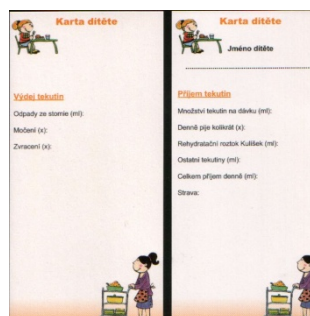 Karta dítěte
Výdej tekutin
Odpady ze stomie (ml):
Močení (x):
Zvracení (x):
Karta dítěte
Jméno dítěte
Příjem tekutin
Množství tekutin na dávku (ml):
Denně pije kolikrát (x):
Rehydratační roztok Kulíšek (ml):
Ostatní tekutiny (ml):
Celkem příjem denně (ml):
Strava: